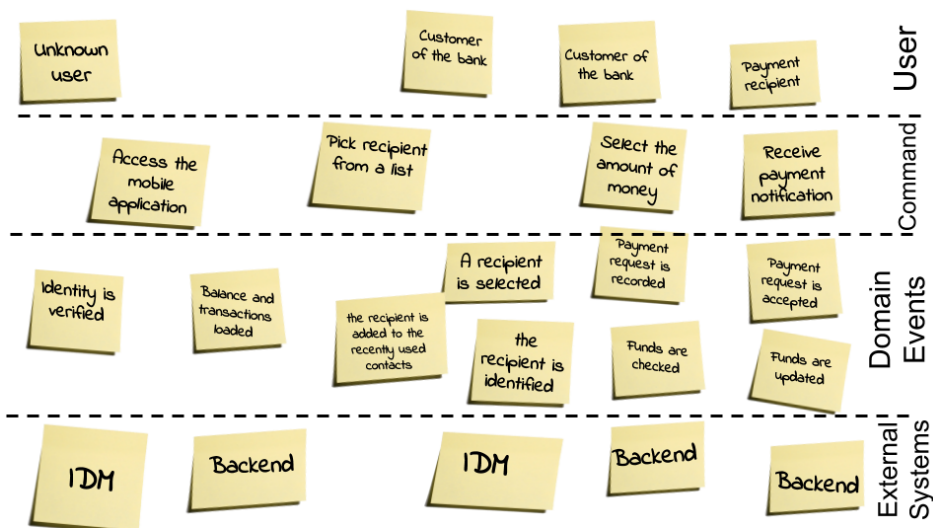 Unknown
user
Customer
of the bank
Customer of
the bank
Payment
recipient
User
Access the
mobile
application
Pick recipient
from a list
Select the
amount of
money
Receive
payment
notification
Command
Identity is
verified
Balance and
transactions
loaded
A recipient
is selected
the recipient is
added to the
recently used
contacts
the
recipient is
identified
Payment
request is
recorded
Funds are
checked
Payment
request is
accepted
Funds are
updated
Domain
Events
IDM
Backend
IDM
Backend
Backend
External
Systems